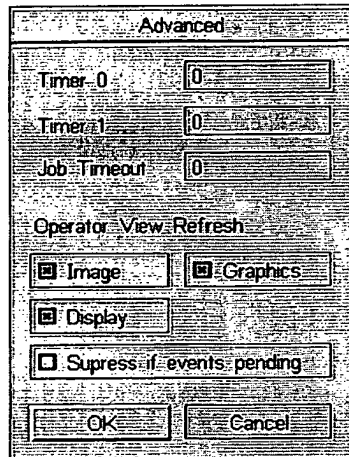 Advanced
Timer 0 0
Timer 1 0
Job Timeout 0
Operator View Refresh
Image Graphics
Display
Supress if events pending
OK Cancel